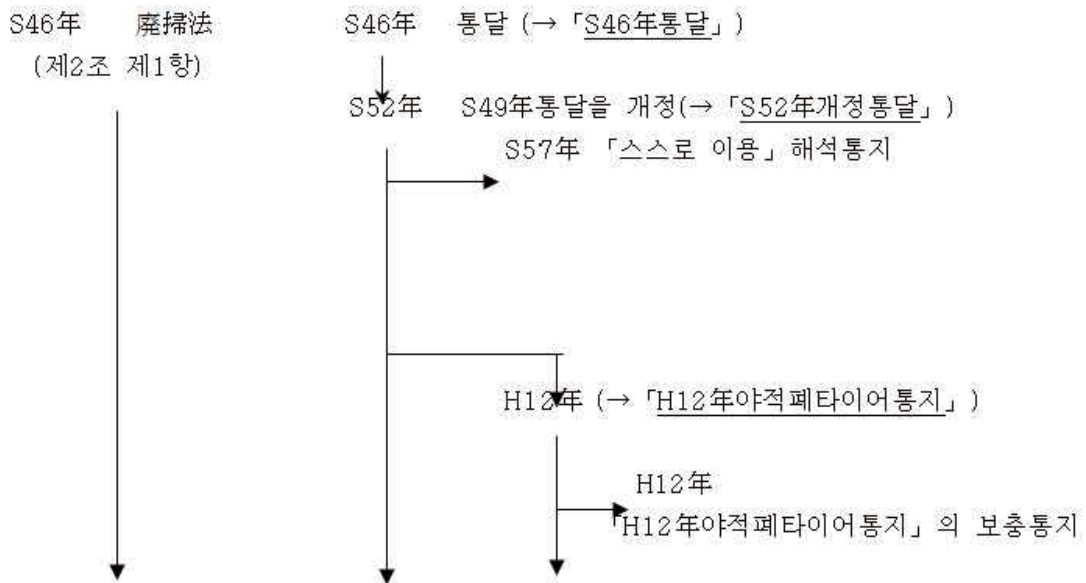 S46年 廃掃法 S46年 통달 (→「S46年통달」)
(제2조 제1항)
S52年 S49年통달을 개정(→「S52年개정통달」)
S57年 「스스로 이용」해석통지
H12年 (→「H12年야적폐타이어통지」)
H12年
「H12年야적폐타이어통지」의 보충통지